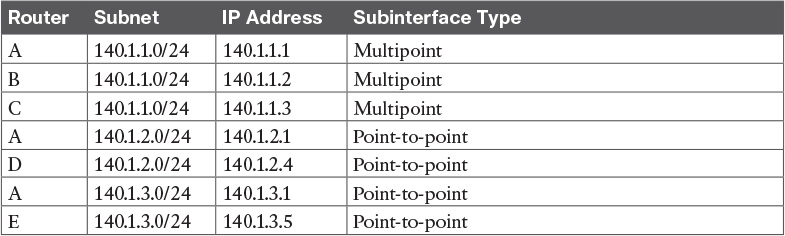 Router Subnet IP Address Subinterface Type
A 140.1.1.0/24 140.1.1.1 Multipoint
B 140.1.1.0/24 140.1.1.2 Multipoint
C 140.1.1.0/24 140.1.1.3 Multipoint
A 140.1.2.0/24 140.1.2.1 Point-to-point
D 140.1.2.0/24 140.1.2.4 Point-to-point
A 140.1.3.0/24 140.1.3.1 Point-to-point
E 140.1.3.0/24 140.1.3.5 Point-to-point